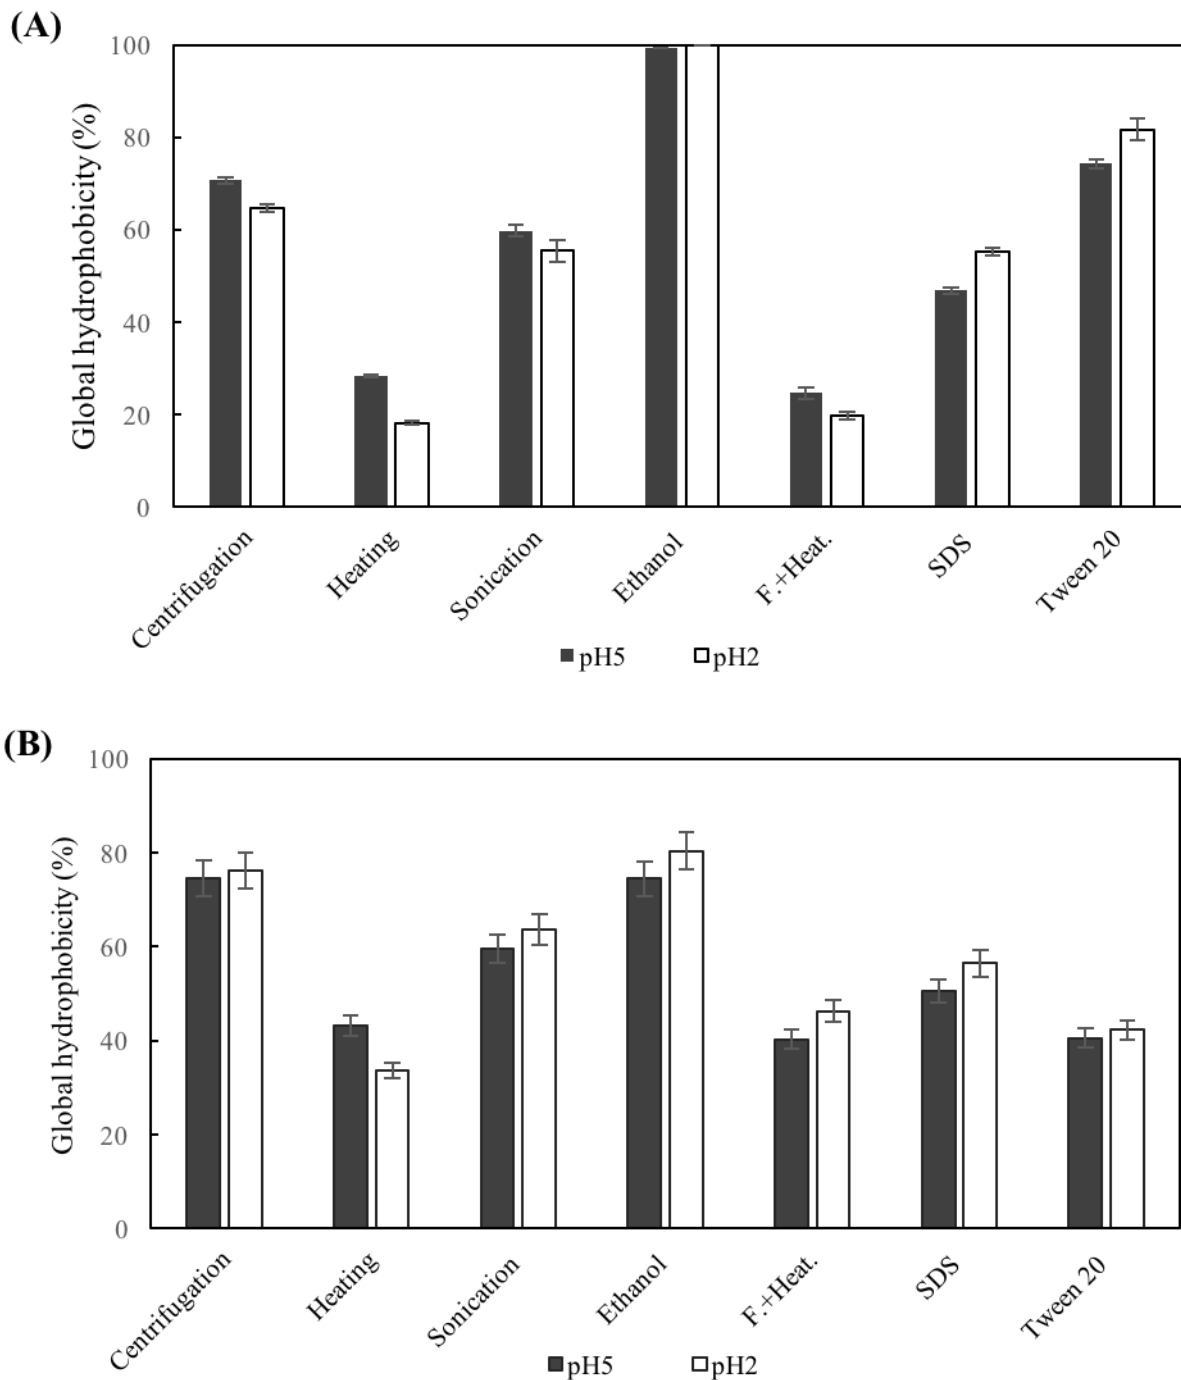 (A)
Global hydrophobicity (%)
100
80
60
40
20
0
Centrifugation
Heating
Sonication
Ethanol
F.+Heat.
SDS
Tween 20
pH5
pH2
(B)
Global hydrophobicity (%)
100
80
60
40
20
0
Centrifugation
Heating
Sonication
Ethanol
F.+Heat.
SDS
Tween 20
pH5
pH2